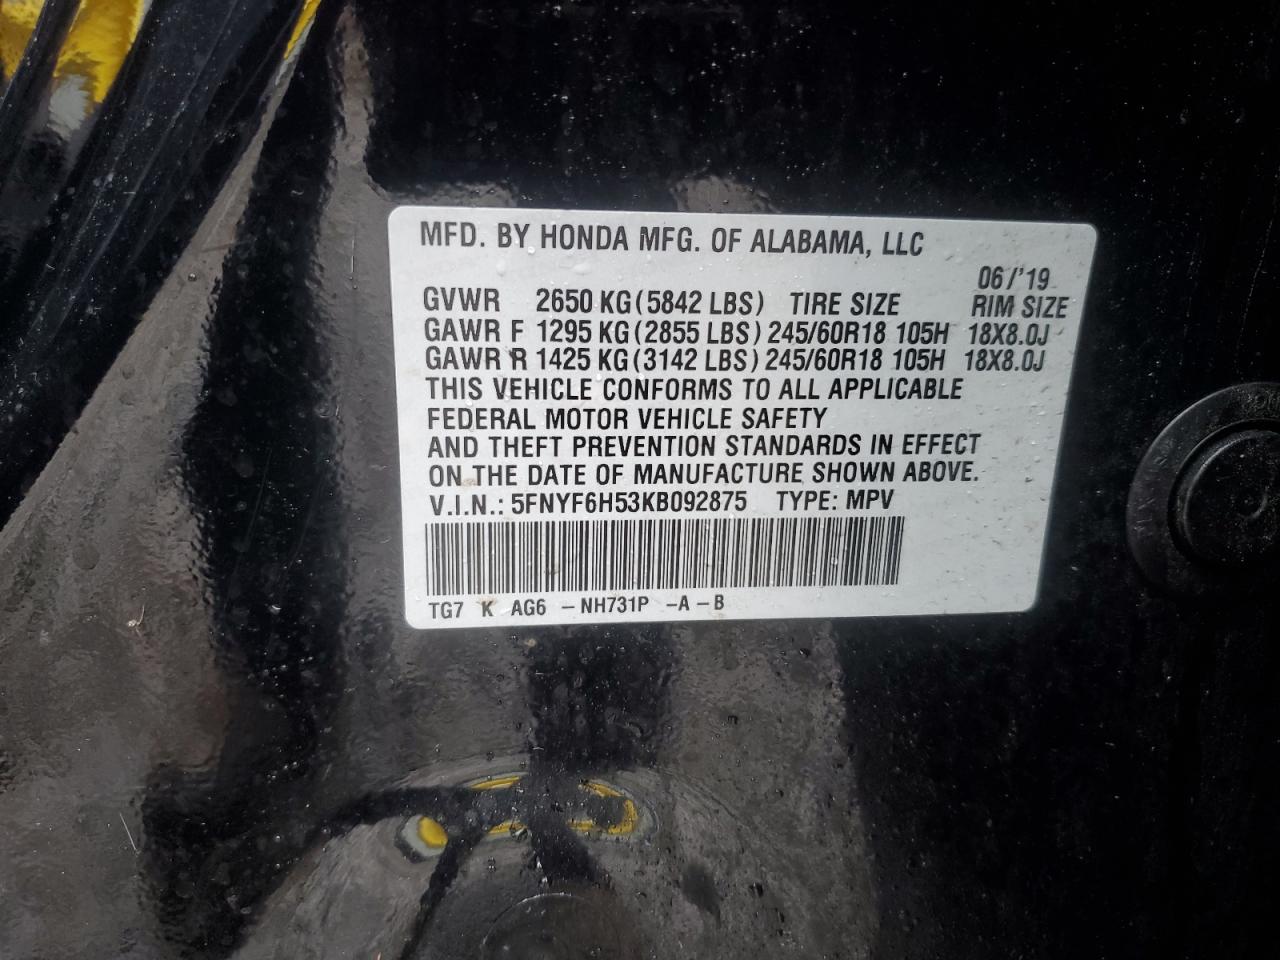 MFD. BY HONDA MFG. OF ALABAMA, LLC
06/'19
GVWR 2650 KG (5842 LBS) TIRE SIZE RIM SIZE
GAWR F 1295 KG (2855 LBS) 245/60R18 105H 18X8.0J
GAWR R 1425 KG (3142 LBS) 245/60R18 105H 18X8.0J
THIS VEHICLE CONFORMS TO ALL APPLICABLE
FEDERAL MOTOR VEHICLE SAFETY
AND THEFT PREVENTION STANDARDS IN EFFECT
ON THE DATE OF MANUFACTURE SHOWN ABOVE.
V.I.N.: 5FNYF6H53KB092875 TYPE: MPV
TG7 K AG6 -NH731P -A-B